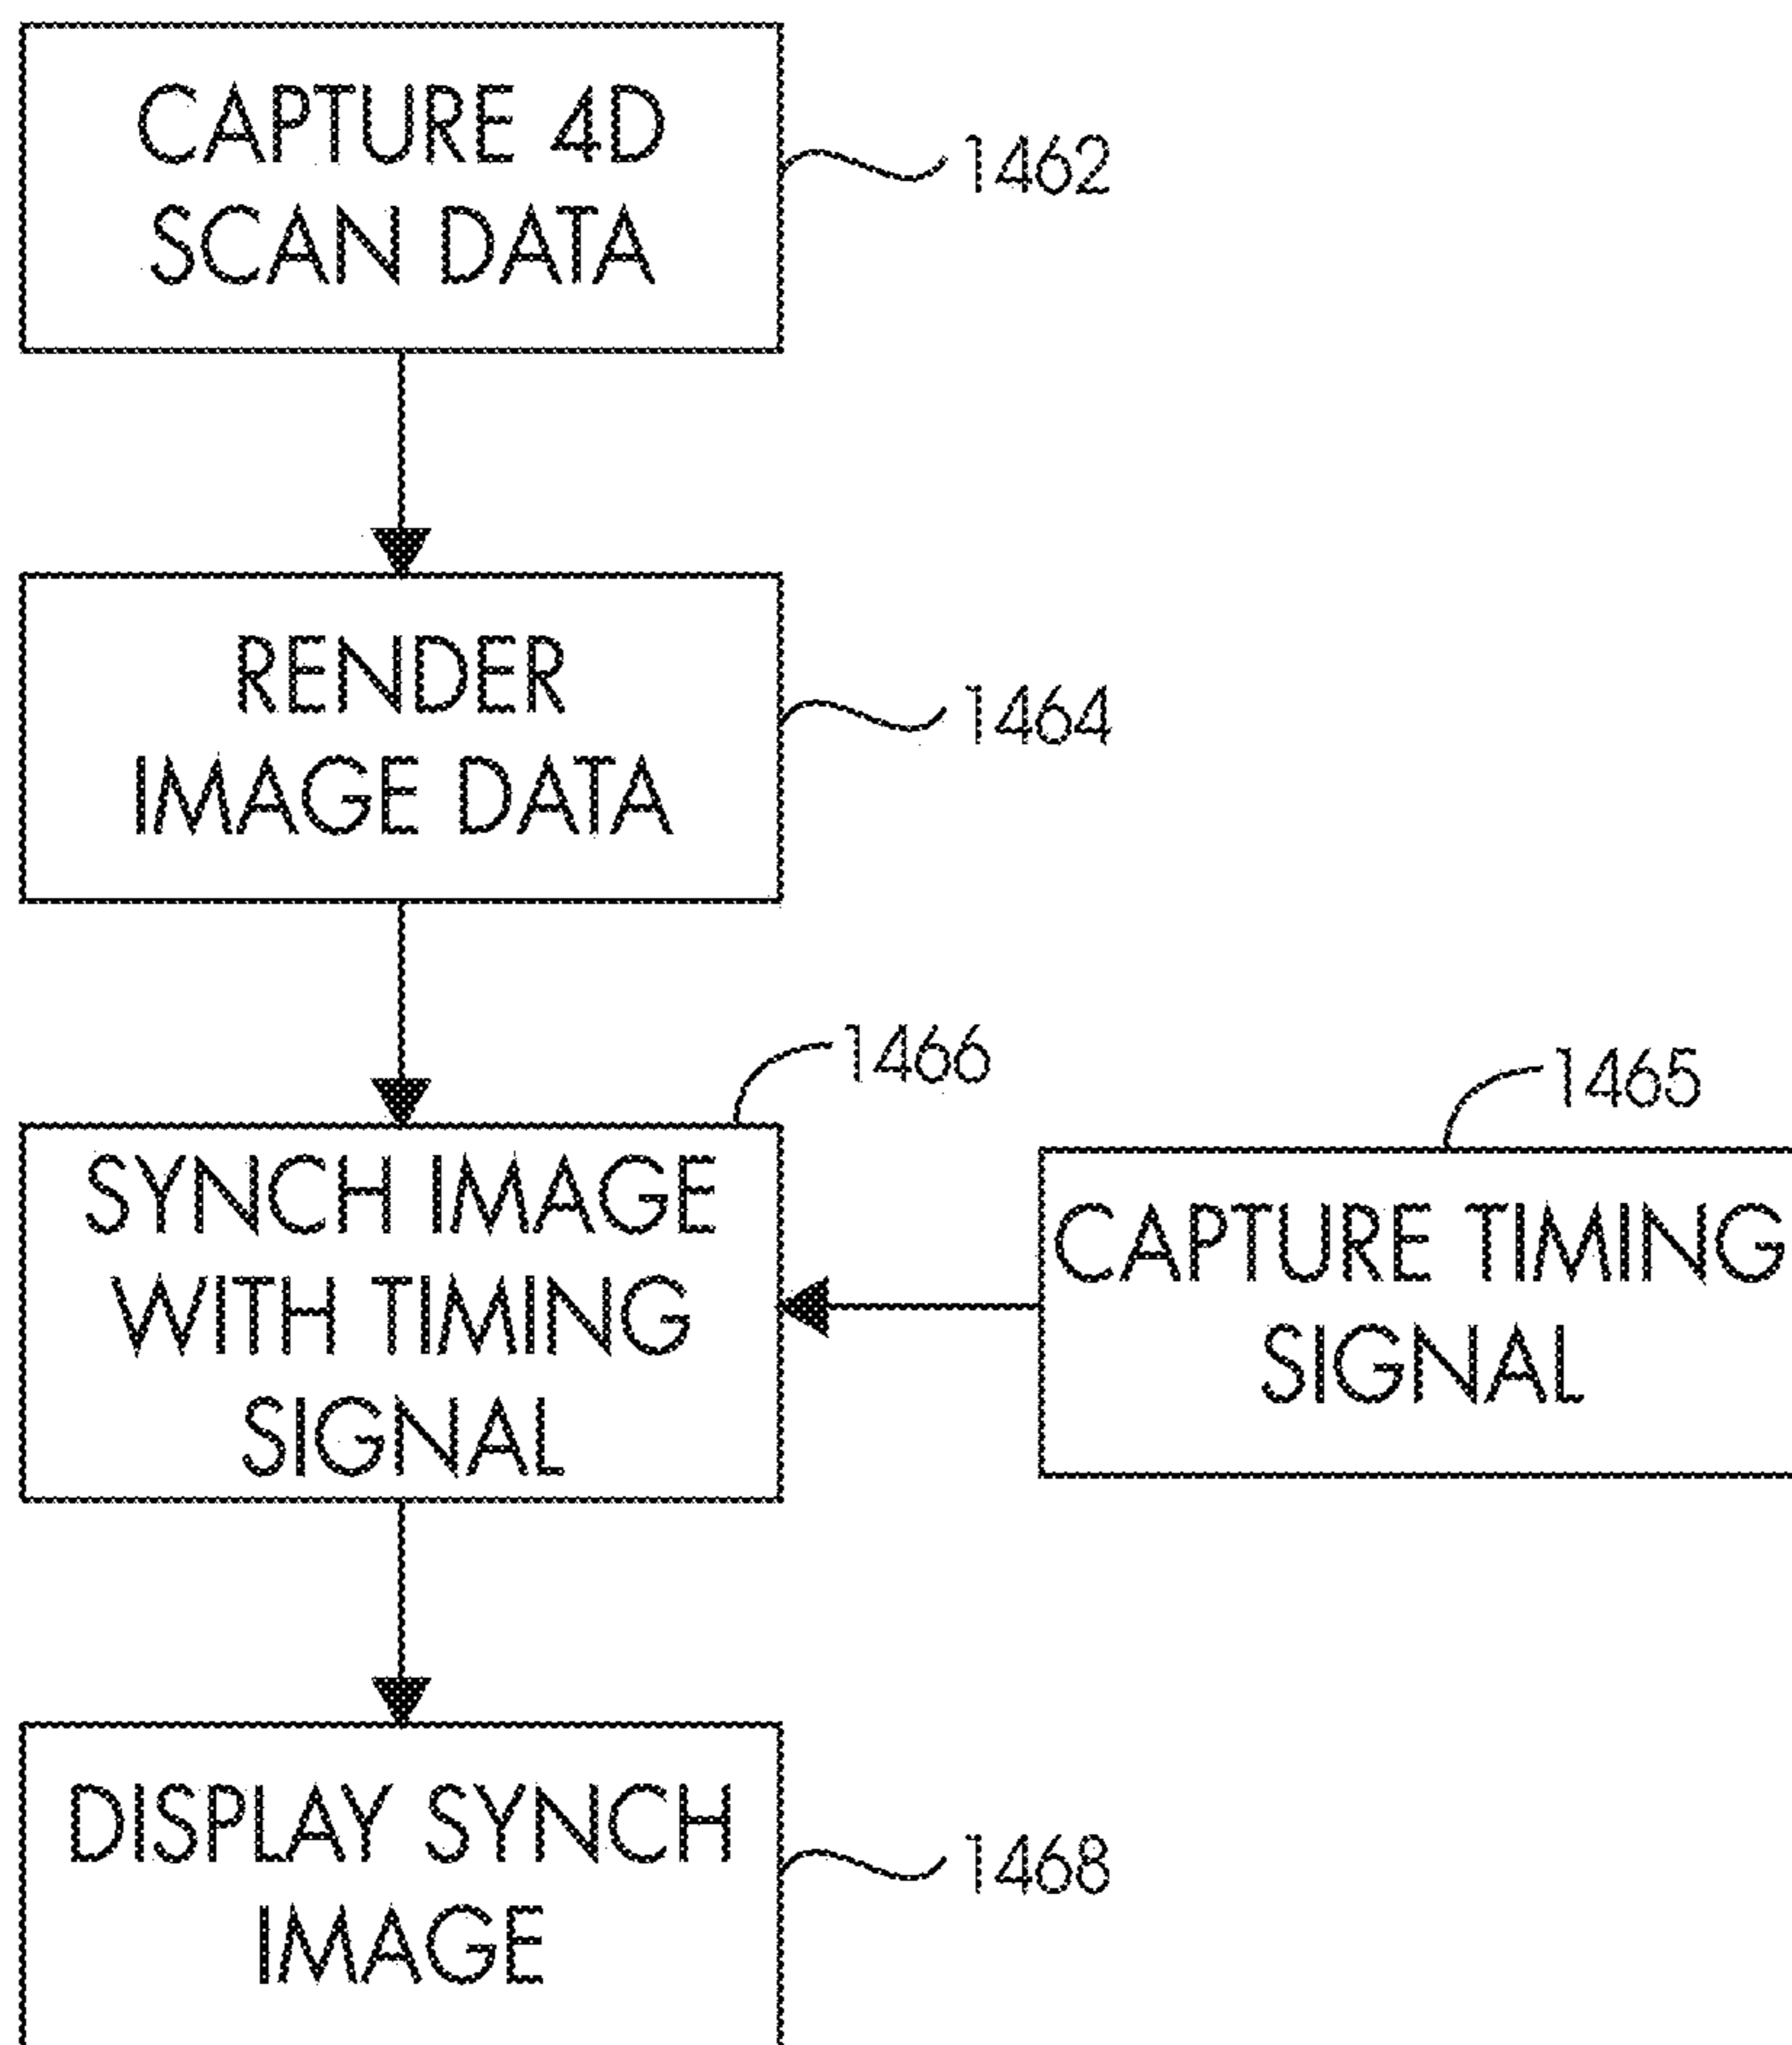 CAPTURE 4D
SCAN DATA
1462
RENDER
IMAGE DATA
1464
1466
SYNCH IMAGE
WITH TIMING
SIGNAL
1465
CAPTURE TIMING
SIGNAL
DISPLAY SYNCH
IMAGE
1468